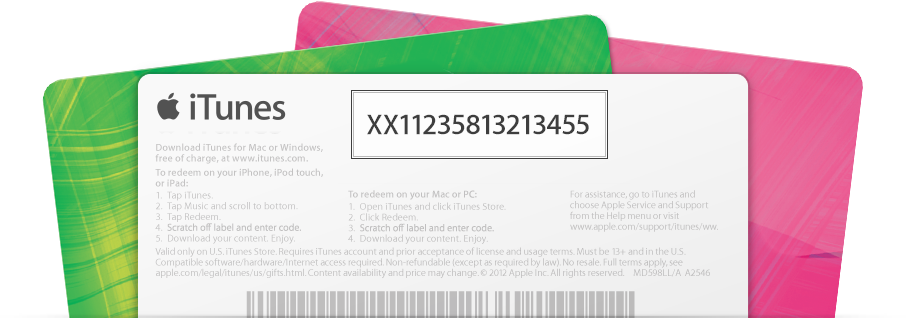 iTunes
XX11235813213455
Download iTunes for Mac or Windows,
free of charge, at www.itunes.com.
To redeem on your iPhone, iPod touch,
or iPad:
1. Tap iTunes.
2. Tap Music and scroll to bottom.
3. Tap Redeem.
4. Scratch off label and enter code.
5. Download your content. Enjoy.
To redeem on your Mac or PC:
1. Open iTunes and click iTunes Store.
2. Click Redeem.
3. Scratch off label and enter code.
4. Download your content. Enjoy.
For assistance, go to iTunes and
choose Apple Service and Support
from the Help menu or visit
www.apple.com/support/itunes/ww.
Valid only on U.S. iTunes Store. Requires iTunes account and prior acceptance of license and usage terms. Must be 13+ and in the U.S.
Compatible software/hardware/Internet access required. Non-refundable (except as required by law). No resale. Full terms apply, see
apple.com/legal/itunes/us/gifts.html. Content availability and price may change. © 2012 Apple Inc. All rights reserved. MD598LL/A A2546